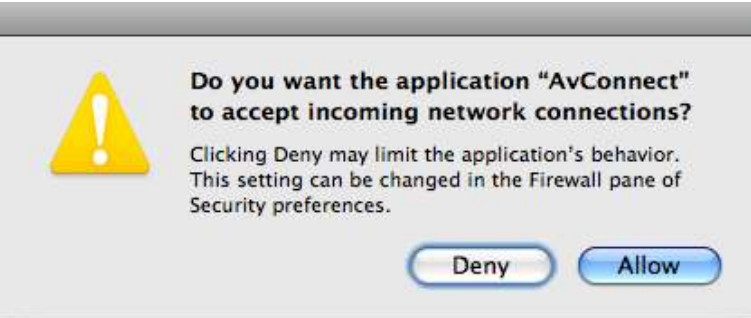 Do you want the application “AvConnect”
to accept incoming network connections?
Clicking Deny may limit the application's behavior.
This setting can be changed in the Firewall pane of
Security preferences.
Deny
Allow